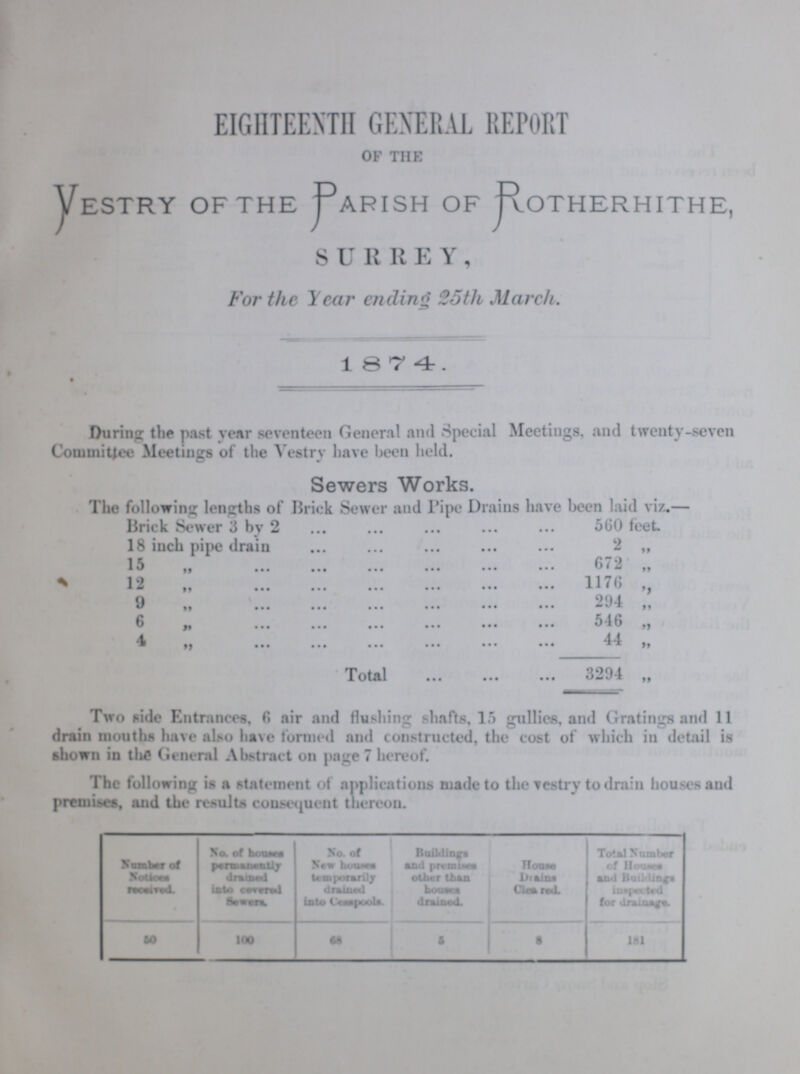 EIGHTEENTH GENERAL REPORT
OF THE
VESTRY OF THE PARISH OF ROTHERHITHE,
SURREY,
For the Year ending 25th March.
1874.
During the past year seventeen General and Special Meetings, and twenty-seven
Committee Meetings of the Vestry have been held.
Sewers Works.
The following lengths of Brick Sewer and Pipe Drains have been laid viz.—
Brick Sewer 3 by 2 ... ... ... ... ... 560 feet.
18 inch pipe drain ... ... ... ... ... 2 „
15 „ ... ... ... ... ... ... 672 „
12 „ ... ... ... ... ... ... 1176 „
9 „ ... ... ... ... ... ... 294 „
6 „ ... ... ... ... ... ... 546 „
4 „ ... ... ... ... ... ... 44 „
Total ... ... ... 3294 „
Two side Entrances, 6 air and flushing shafts, 15 gullies, and Gratings and 11
drain mouths have also have formed and constructed, the cost of which in detail is
shown in the General Abstract on page 7 hereof.
The following is a statement of applications made to the vestry to drain houses and
premises, and the results consequent thereon.
Number of Notices received.
No. of houses permanently drained into covered Sewers.
No. of New houses temporarily drained into Cesspools.
Buildings and premises other than houses drained.
House Drains Clea red.
Total Number of Houses and Buildings inspected for drainage.
50 100 68 5 8 181